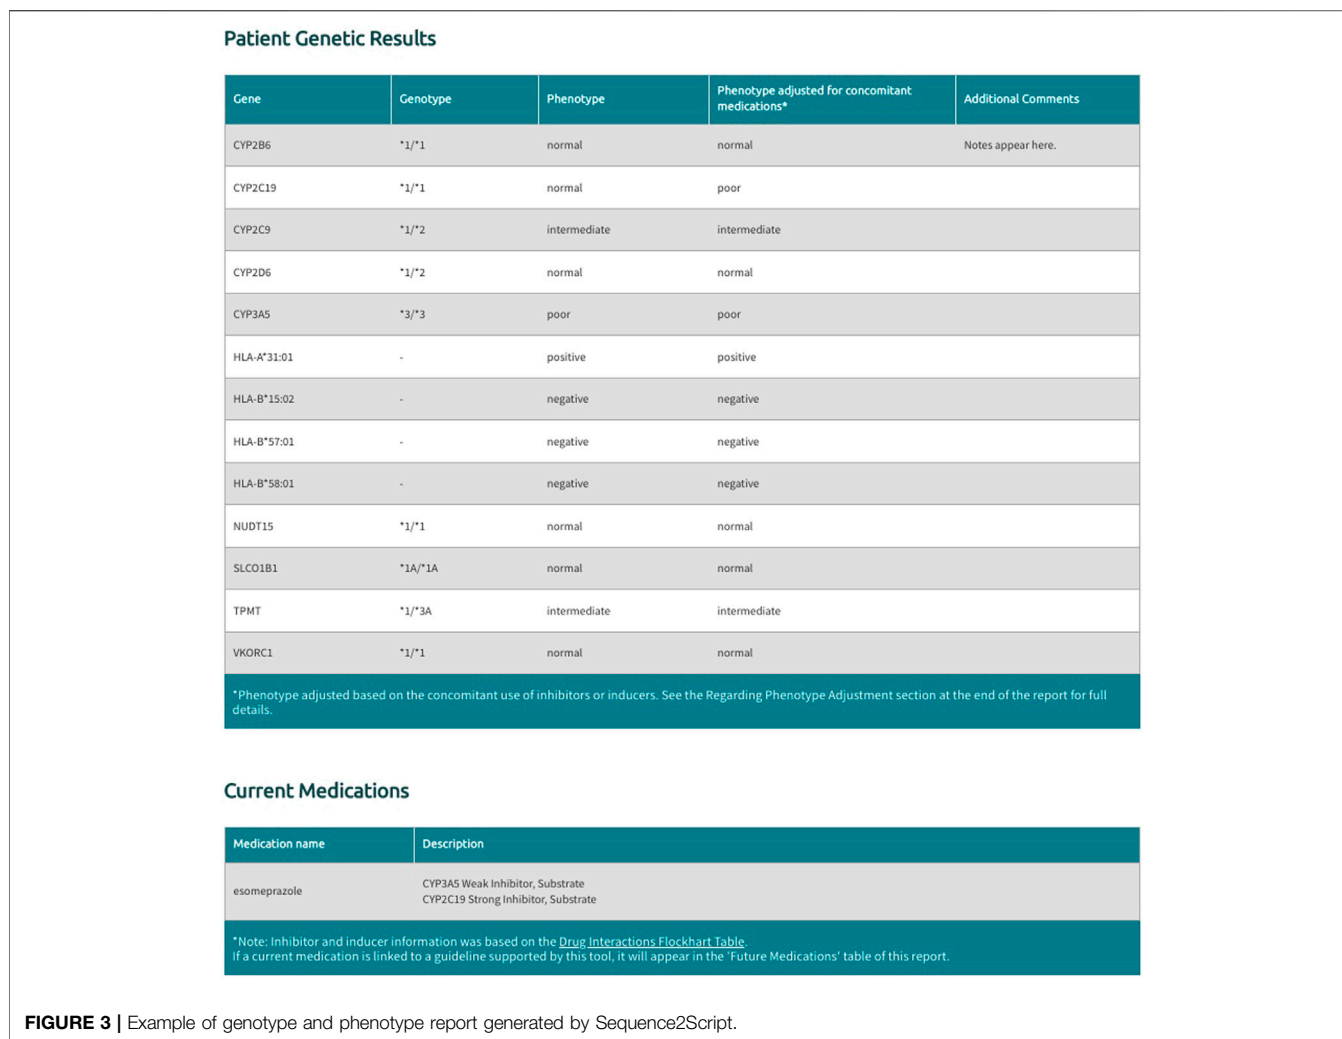 Patient Genetic Results
Gene Genotype Phenotype Phenotype adjusted for concomitant medications* Additional Comments
CYP2B6 *1/*1 normal normal Notes appear here.
CYP2C19 *1/*1 normal poor
CYP2C9 *1/*2 intermediate intermediate
CYP2D6 *1/*2 normal normal
CYP3A5 *3/*3 poor poor
HLA-A*31:01 - positive positive
HLA-B*15:02 - negative negative
HLA-B*57:01 - negative negative
HLA-B*58:01 - negative negative
NUDT15 *1/*1 normal normal
SLCO1B1 *1A/*1A normal normal
TPMT *1/*3A intermediate intermediate
VKORC1 *1/*1 normal normal
*Phenotype adjusted based on the concomitant use of inhibitors or inducers. See the Regarding Phenotype Adjustment section at the end of the report for full
details.
Current Medications
Medication name Description
esomeprazole CYP3A5 Weak Inhibitor, Substrate
CYP2C19 Strong Inhibitor, Substrate
*Note: Inhibitor and inducer information was based on the Drug Interactions Flockhart Table.
If a current medication is linked to a guideline supported by this tool, it will appear in the 'Future Medications' table of this report.
FIGURE 3 | Example of genotype and phenotype report generated by Sequence2Script.